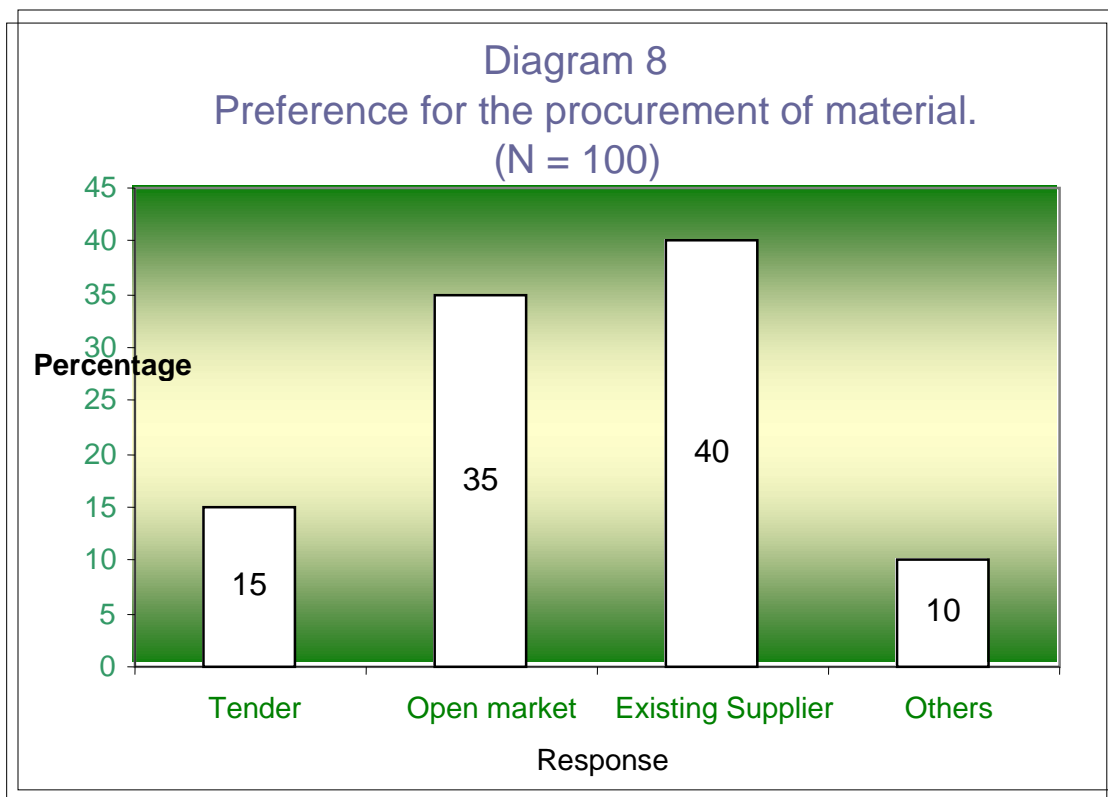 Diagram 8
Preference for the procurement of material.
(N = 100)
45
40
35
30
25
20
15
10
5
0
Percentage
15
35
40
10
Tender Open market Existing Supplier Others
Response